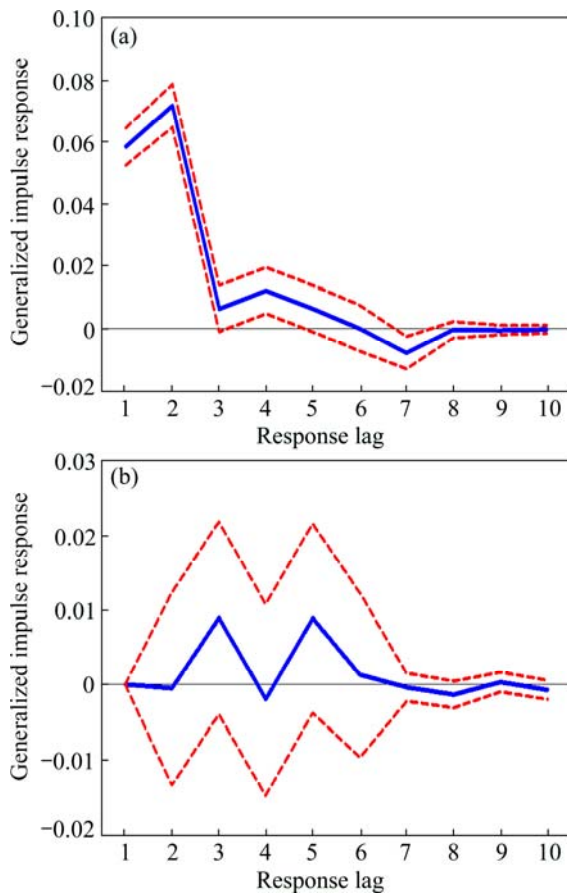 (a)
Generalized impulse response
0.10
0.08
0.06
0.04
0.02
0
−0.02
1 2 3 4 5 6 7 8 9 10
Response lag
(b)
Generalized impulse response
0.03
0.02
0.01
0
−0.01
−0.02
1 2 3 4 5 6 7 8 9 10
Response lag